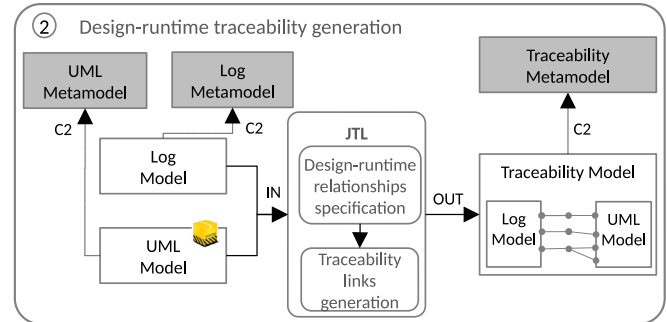 2 Design-runtime traceability generation
UML
Metamodel
Log
Metamodel
Traceability
Metamodel
C2
C2
C2
Log
Model
UML
Model
IN
JTL
Design-runtime
relationships
specification
Traceability
links
generation
OUT
Traceability Model
Log
Model
UML
Model